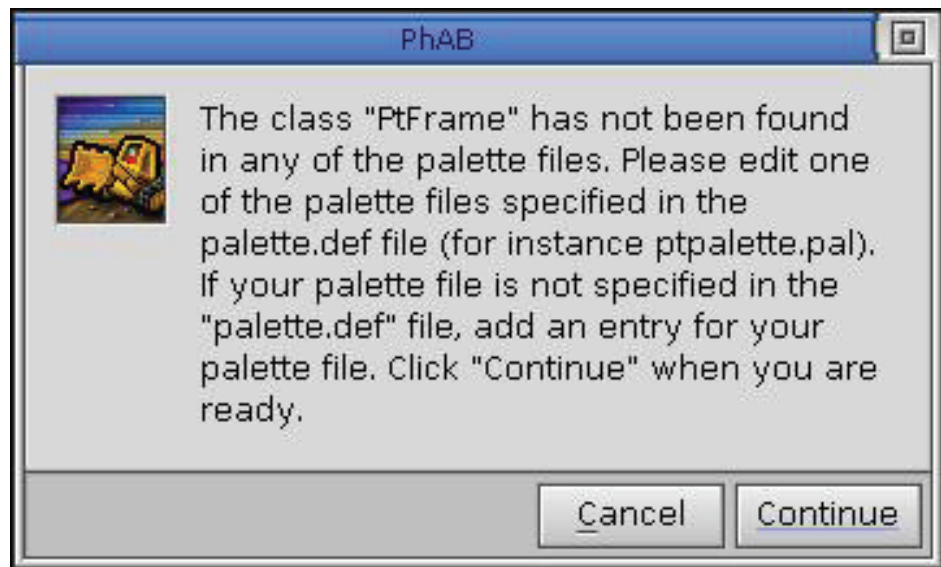 PhAB
The class "PtFrame" has not been found
in any of the palette files. Please edit one
of the palette files specified in the
palette.def file (for instance ptpalette.pal).
If your palette file is not specified in the
"palette.def" file, add an entry for your
palette file. Click "Continue" when you are
ready.
Cancel Continue